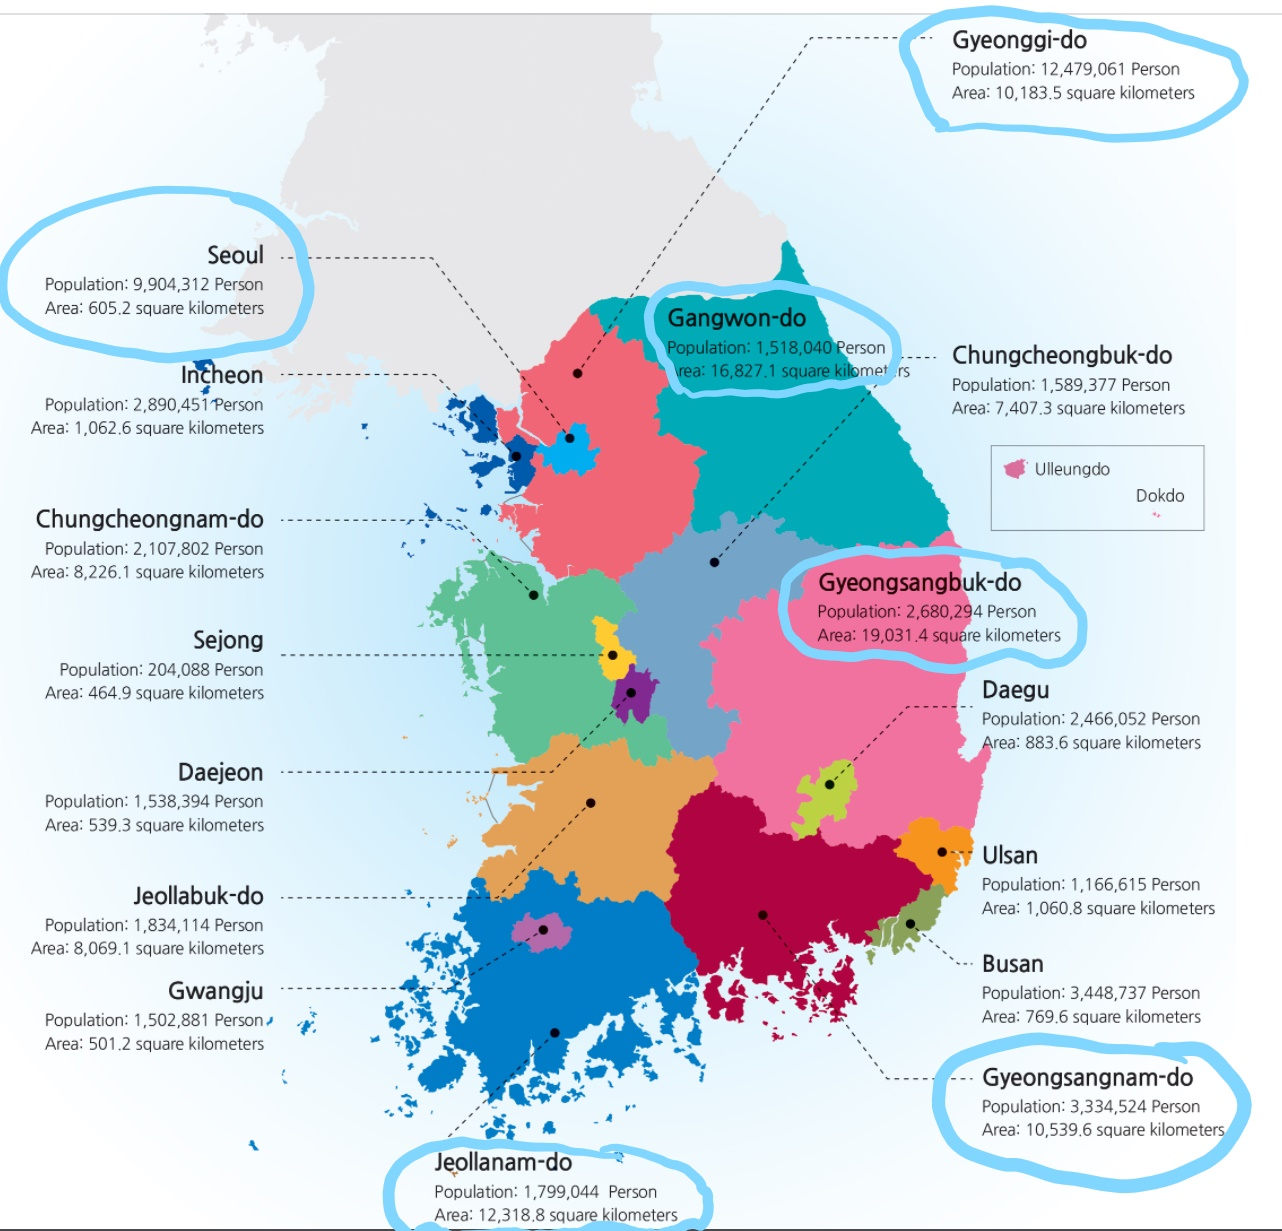 Gyeonggi-do
Population: 12,479,061 Person
Area: 10,183.5 square kilometers
Seoul
Population: 9,904,312 Person
Area: 605.2 square kilometers
Gangwon-do
Population: 1,518,040 Person
rea: 16,827.1 square kilometers
Chungcheongbuk-do
Population: 1,589,377 Person
Area: 7,407.3 square kilometers
Incheon
Population: 2,890,451 Person
Area: 1,062.6 square kilometers
Ulleungdo
Dokdo
Chungcheongnam-do
Population: 2,107,802 Person
Area: 8,226.1 square kilometers
Gyeongsangbuk-do
Population: 2,680,294 Person
Area: 19,031.4 square kilometers
Sejong
Population: 204,088 Person
Area: 464.9 square kilometers
Daegu
Population: 2,466,052 Person
Area: 883.6 square kilometers
Daejeon
Population: 1,538,394 Person
Area: 539.3 square kilometers
Ulsan
Population: 1,166,615 Person
Area: 1,060.8 square kilometers
Jeollabuk-do
Population: 1,834,114 Person
Area: 8,069.1 square kilometers
Busan
Population: 3,448,737 Person
Area: 769.6 square kilometers
Gwangju
Population: 1,502,881 Person
Area: 501.2 square kilometers
Gyeongsangnam-do
Population: 3,334,524 Person
Area: 10,539.6 square kilometers
Jeollanam-do
Population: 1,799,044 Person
Area: 12,318.8 square kilometers